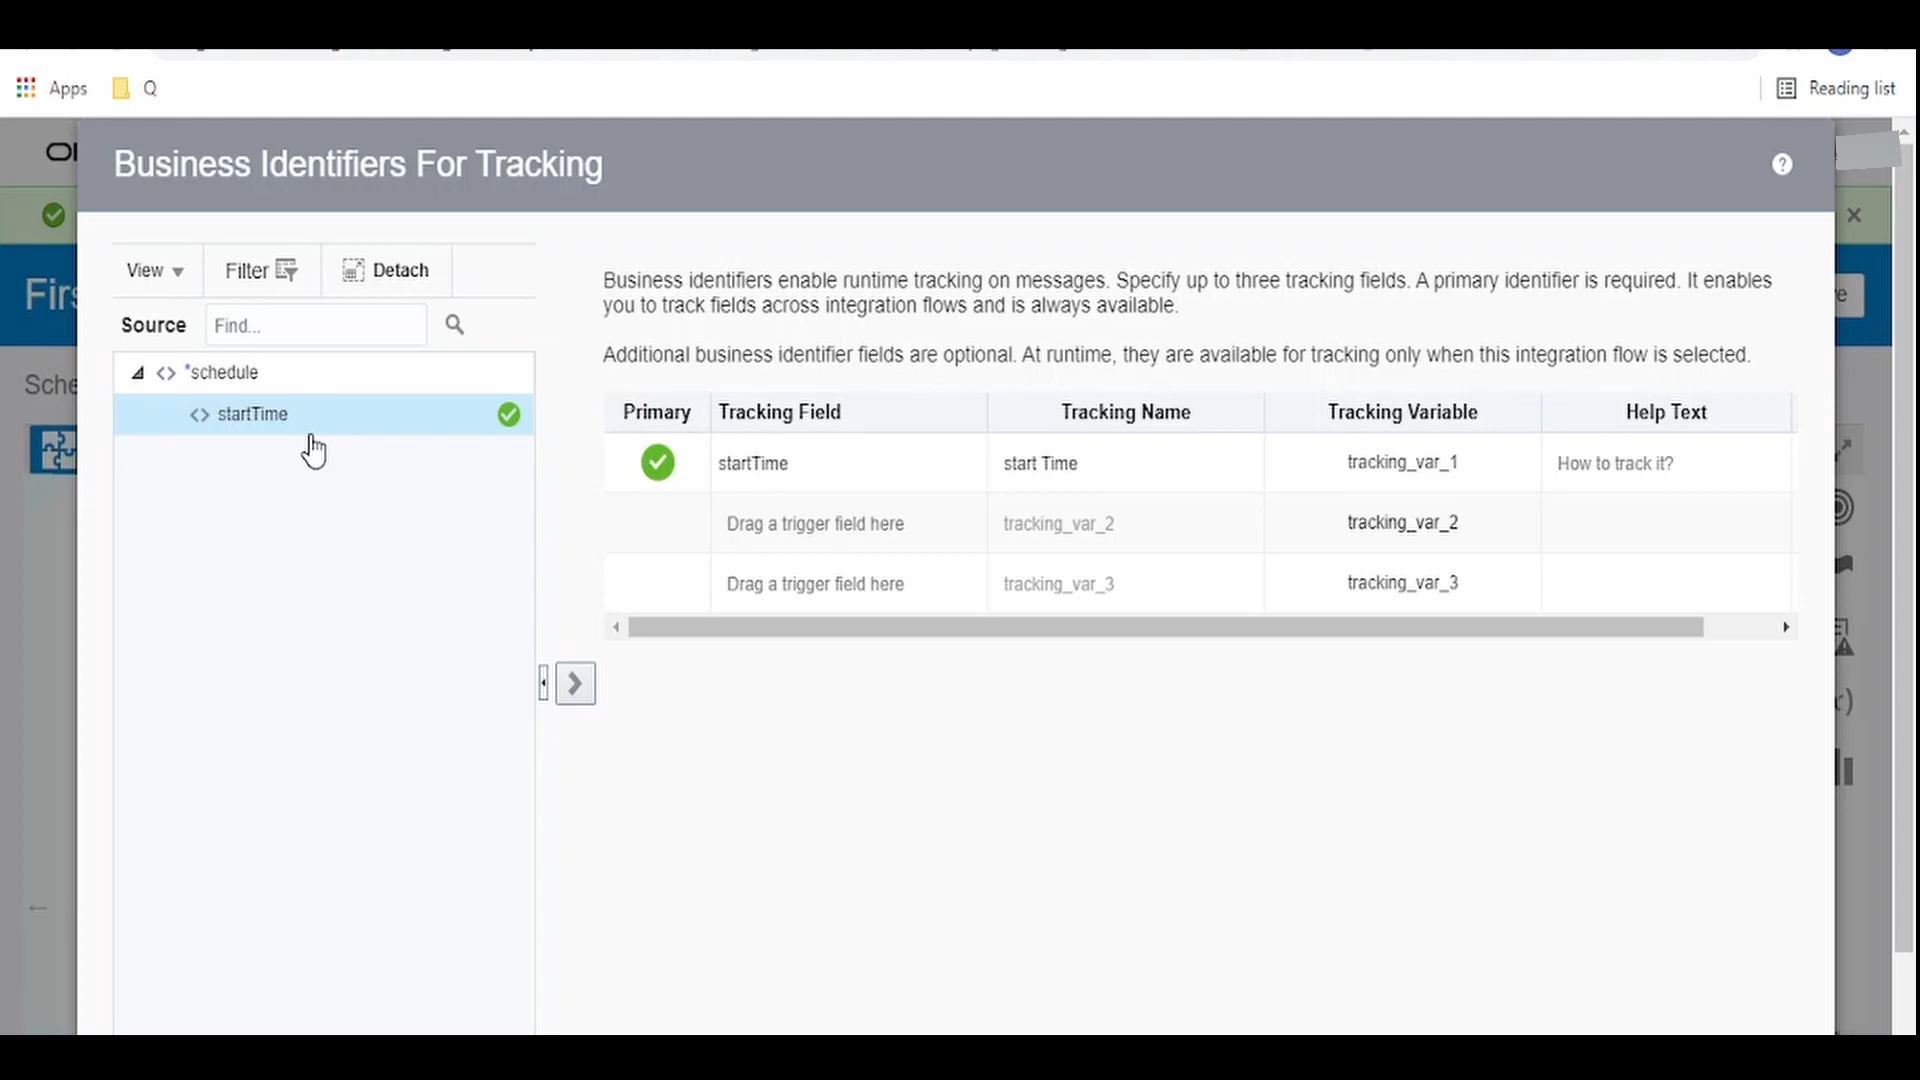 Apps Q Reading list
Business Identifiers For Tracking ?
View Filter Detach
Source Find...
*schedule
startTime
Business identifiers enable runtime tracking on messages. Specify up to three tracking fields. A primary identifier is required. It enables
you to track fields across integration flows and is always available.
Additional business identifier fields are optional. At runtime, they are available for tracking only when this integration flow is selected.
Primary Tracking Field Tracking Name Tracking Variable Help Text
startTime start Time tracking_var_1 How to track it?
Drag a trigger field here tracking_var_2 tracking_var_2
Drag a trigger field here tracking_var_3 tracking_var_3
Firs
Sche